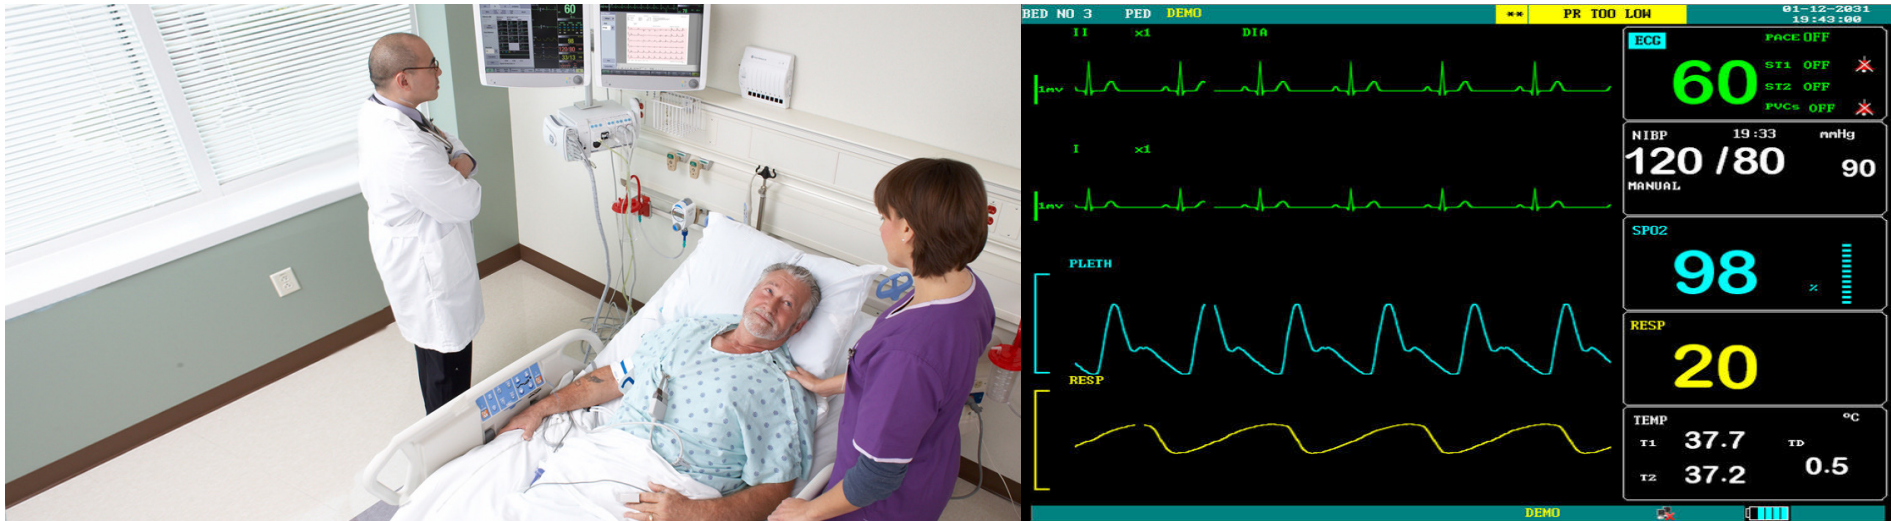 60
BED NO 3 PED DEMO ** PR TOO LOW 01-12-2031
19:43:00
II x1 DIA
1mv
I x1
1mv
PLETH
RESP
ECG PACE OFF
60
ST1 OFF
ST2 OFF
PVCs OFF
NIBP 19:33 mmHg
120 /80 90
MANUAL
SPO2
98 %
RESP
20
TEMP °C
T1 37.7 TD
T2 37.2 0.5
DEMO